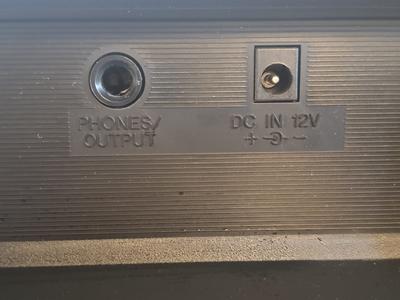 PHONES/
OUTPUT
DC IN 12V
+ -